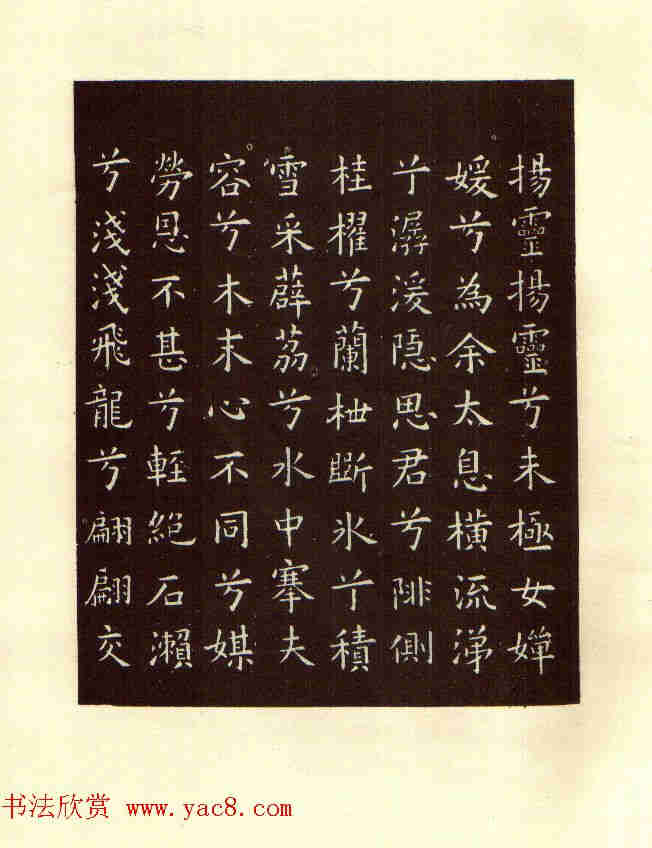 揚靈揚靈兮未極女嬋
媛兮為余太息橫流涕
兮潺湲隠思君兮陫側
桂櫂兮蘭枻斲氷兮積
雪采薜荔兮水中搴夫
容兮木末心不同兮媒
勞恩不甚兮輕絕石瀨
兮淺淺飛龍兮翩翩交
书法欣赏 www.yac8.com